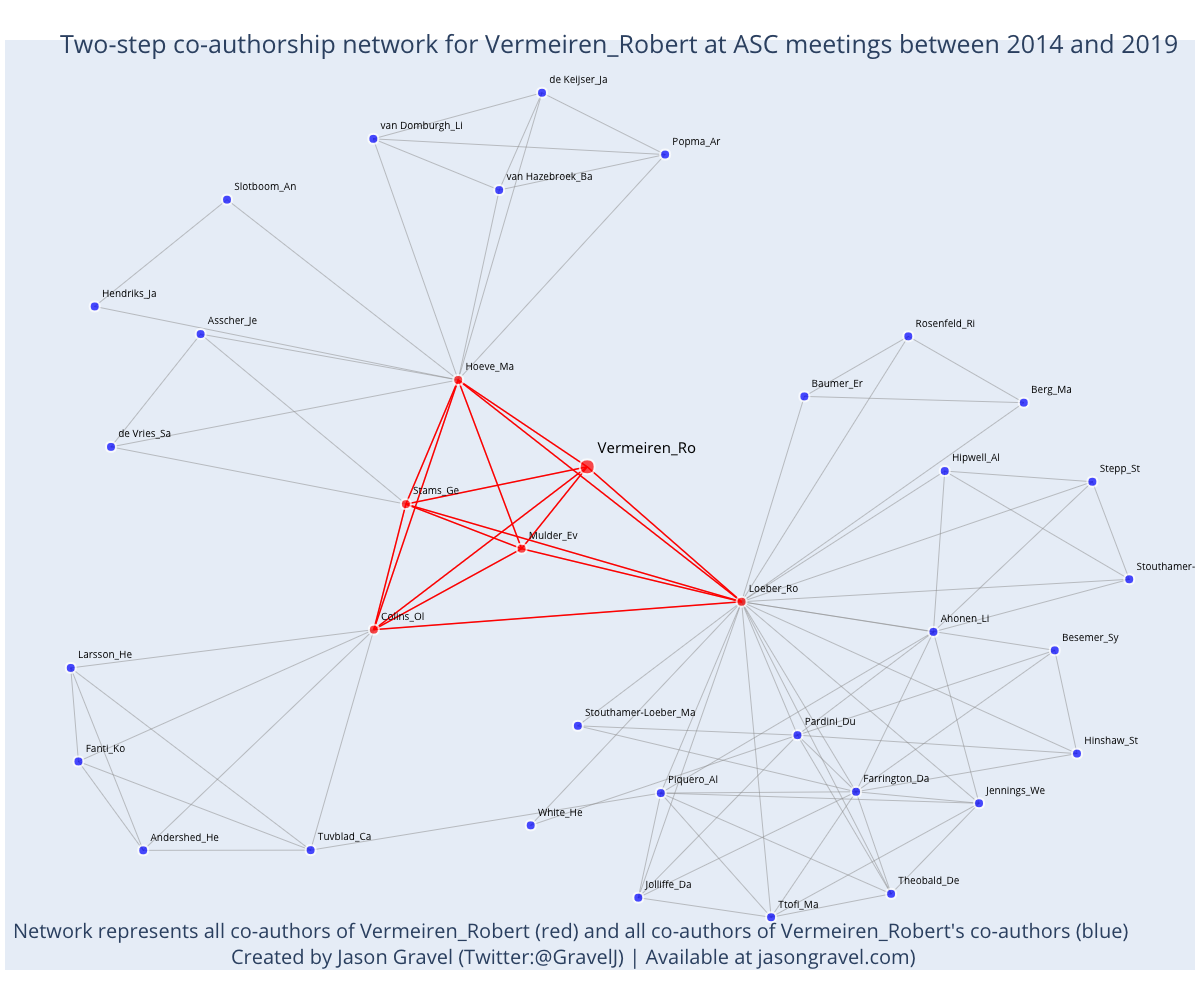 Two-step co-authorship network for Vermeiren_Robert at ASC meetings between 2014 and 2019
de Keijser_Ja
van Domburgh_Li
Popma_Ar
van Hazebroek_Ba
Slotboom_An
Hendriks_Ja
Asscher_Je
Rosenfeld_Ri
Hoeve_Ma
Baumer_Er
Berg_Ma
de Vries_Sa
Vermeiren_Ro
Hipwell_Al
Stepp_St
Stams_Ge
Mulder_Ev
Stouthamer-
Loeber_Ro
Colins_Ol
Ahonen_Li
Besemer_Sy
Larsson_He
Stouthamer-Loeber_Ma
Pardini_Du
Hinshaw_St
Fanti_Ko
Piquero_Al
Farrington_Da
Jennings_We
White_He
Andershed_He
Tuvblad_Ca
Jolliffe_Da
Theobald_De
Ttofi_Ma
Network represents all co-authors of Vermeiren_Robert (red) and all co-authors of Vermeiren_Robert's co-authors (blue)
Created by Jason Gravel (Twitter:@GravelJ) | Available at jasongravel.com)